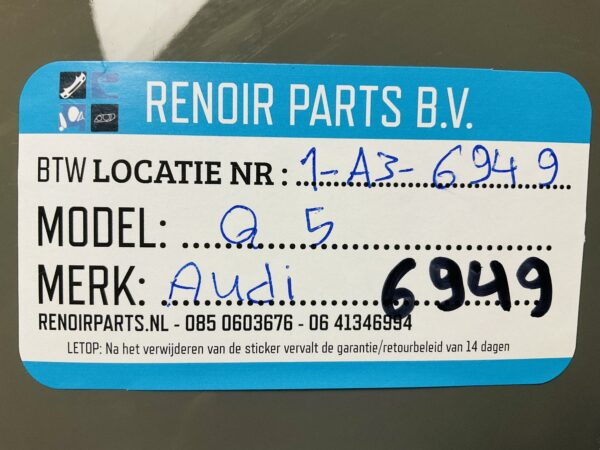 RENOIR PARTS B.V.
BTW LOCATIE NR : 1-A3-6949
MODEL: Q 5
MERK: Audi 6949
RENOIRPARTS.NL - 085 0603676 - 06 41346994
LETOP: Na het verwijderen van de sticker vervalt de garantie/retourbeleid van 14 dagen